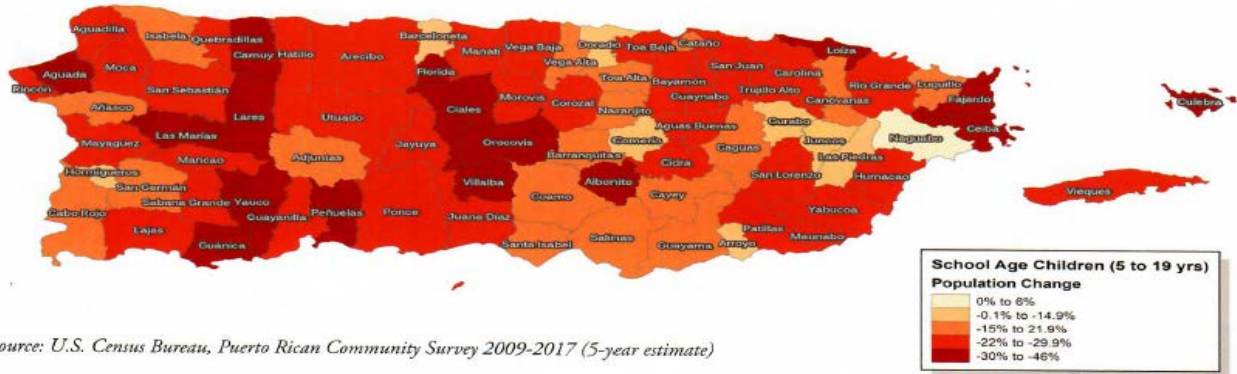 Aguadilla
Isabela
Quebradillas
Camuy
Hatillo
Arecibo
Barceloneta
Manatí
Vega Baja
Dorado
Toa Baja
Cataño
Loíza
Moca
Aguada
Rincón
San Sebastián
Florida
Vega Alta
Toa Alta
Bayamón
San Juan
Carolina
Trujillo Alto
Canóvanas
Río Grande
Luquillo
Fajardo
Culebra
Añasco
Lares
Utuado
Ciales
Morovis
Corozal
Naranjito
Guaynabo
Ceiba
Mayaguez
Las Marías
Maricao
Adjuntas
Jayuya
Orocovis
Barranquitas
Comerío
Aguas Buenas
Caguas
Gurabo
Juncos
Naguabo
Las Piedras
Humacao
Hormigueros
San Germán
Sabana Grande
Yauco
Guayanilla
Peñuelas
Ponce
Villalba
Juana Díaz
Coamo
Aibonito
Cidra
Cayey
San Lorenzo
Yabucoa
Vieques
Cabo Rojo
Lajas
Guánica
Santa Isabel
Salinas
Guayama
Arroyo
Patillas
Maunabo
School Age Children (5 to 19 yrs)
Population Change
0% to 6%
-0.1% to -14.9%
-15% to 21.9%
-22% to -29.9%
-30% to -46%
ource: U.S. Census Bureau, Puerto Rican Community Survey 2009-2017 (5-year estimate)